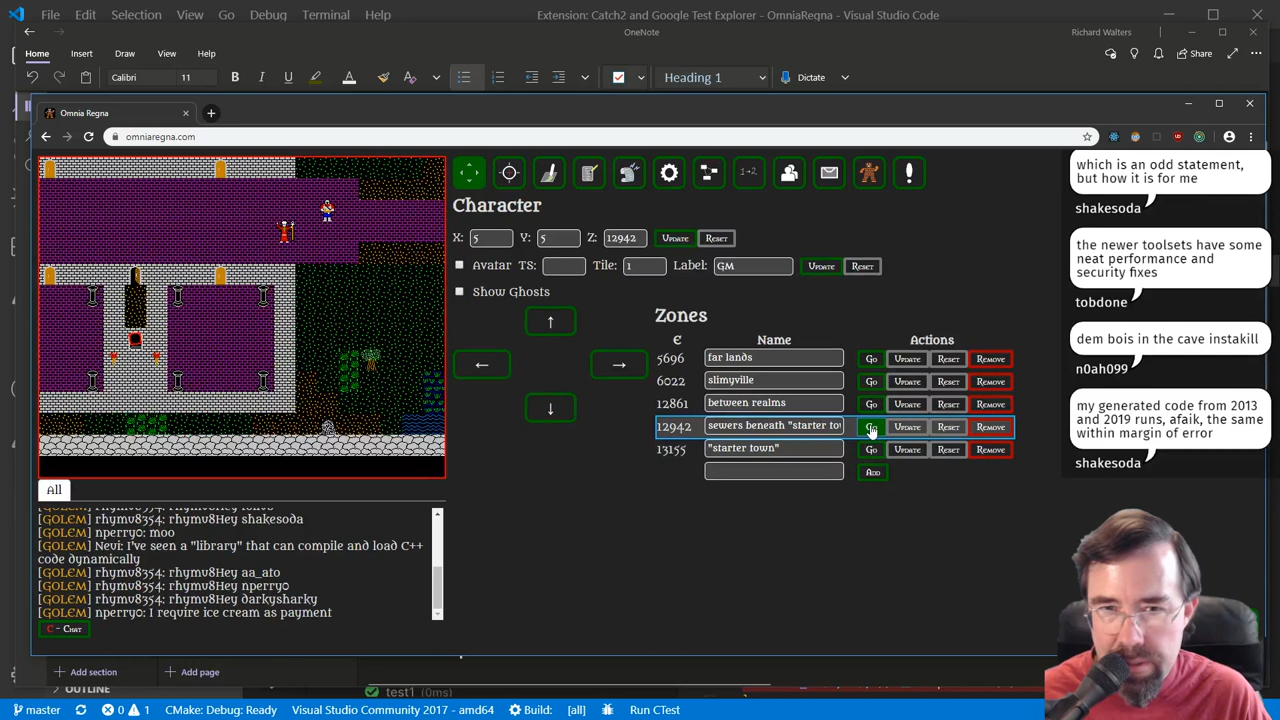 File Edit Selection View Go Debug Terminal Help
Extension: Catch2 and Google Test Explorer - OmniaRegna - Visual Studio Code
OneNote
Richard Walters
Home Insert Draw View Help
Share
Calibri 11 B I U A Heading 1 Dictate
Omnia Regna
omniaregna.com
Character
X: 5 Y: 5 Z: 12942 Update Reset
Avatar TS: Tile: 1 Label: GM Update Reset
Show Ghosts
Zones
Name Actions
5696 far lands Go Update Reset Remove
6022 slimyville Go Update Reset Remove
12861 between realms Go Update Reset Remove
12942 sewers beneath "starter to Go Update Reset Remove
13155 "starter town" Go Update Reset Remove
Add
All
[GOLEM] rhymu8354: rhymu8Hey shakesoda
[GOLEM] nperry0: moo
[GOLEM] Nevi: I've seen a "library" that can compile and load C++
code dynamically
[GOLEM] rhymu8354: rhymu8Hey aa_ato
[GOLEM] rhymu8354: rhymu8Hey nperry0
[GOLEM] rhymu8354: rhymu8Hey darkysharky
[GOLEM] nperry0: I require ice cream as payment
C - Chat
which is an odd statement,
but how it is for me
shakesoda
the newer toolsets have some
neat performance and
security fixes
tobdone
dem bois in the cave instakill
n0ah099
my generated code from 2013
and 2019 runs, afaik, the same
within margin of error
shakesoda
Add section Add page
OUTLINE
test1 (0ms)
master 0 1 CMake: Debug: Ready Visual Studio Community 2017 - amd64 Build: [all] Run CTest